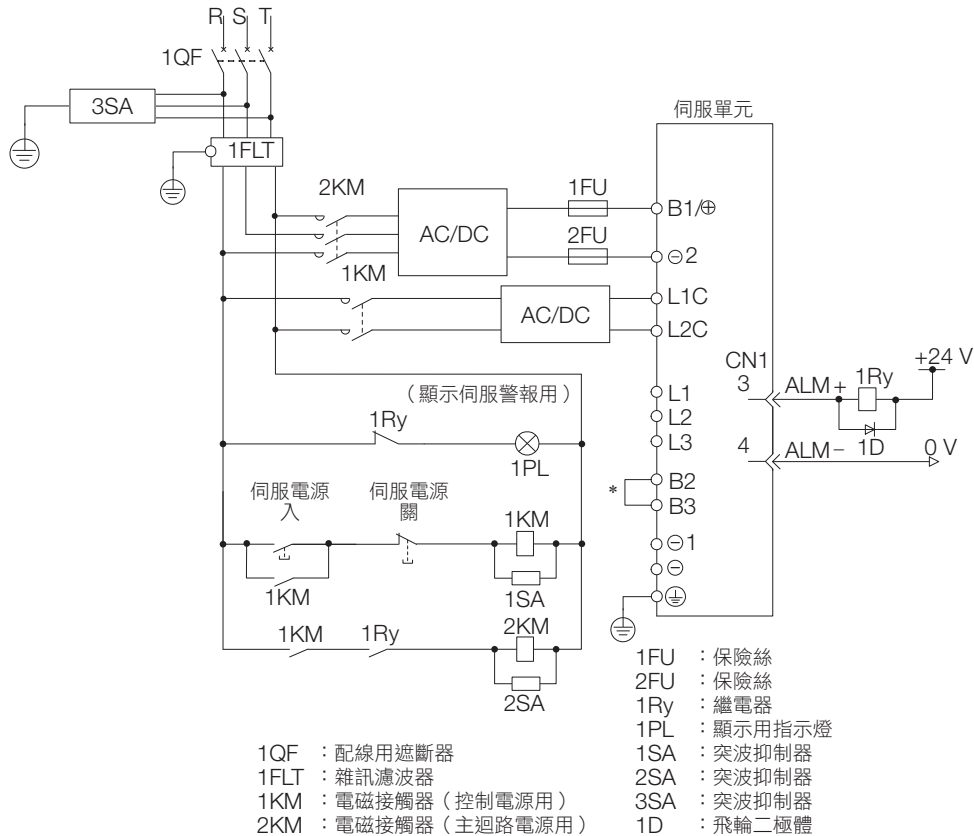 R S T
1QF
3SA
1FLT
伺服單元
2KM
1FU
B1/⊕
AC/DC
2FU
⊖2
1KM
L1C
AC/DC
L2C
CN1
+24 V
3
ALM+
1Ry
（顯示伺服警報用）
L1
L2
1Ry
L3
4
ALM−
1D
0 V
1PL
B2
*
B3
伺服電源
入
伺服電源
關
1KM
⊖1
⊖
1KM
1SA
1KM
1Ry
2KM
2SA
1QF ：配線用遮斷器
1FLT ：雜訊濾波器
1KM ：電磁接觸器（控制電源用）
2KM ：電磁接觸器（主迴路電源用）
1FU ：保險絲
2FU ：保險絲
1Ry ：繼電器
1PL ：顯示用指示燈
1SA ：突波抑制器
2SA ：突波抑制器
3SA ：突波抑制器
1D ：飛輪二極體